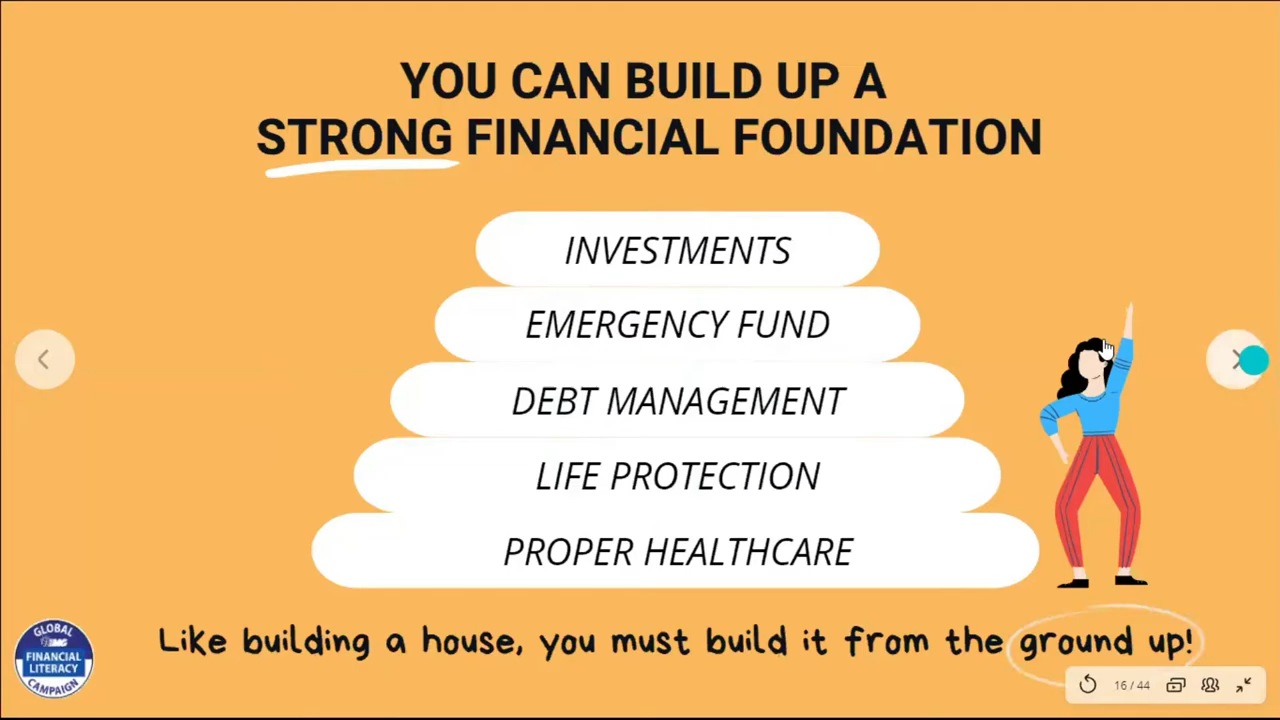 YOU CAN BUILD UP A
STRONG FINANCIAL FOUNDATION
INVESTMENTS
EMERGENCY FUND
DEBT MANAGEMENT
LIFE PROTECTION
PROPER HEALTHCARE
Like building a house, you must build it from the ground up!
GLOBAL
FINANCIAL
LITERACY
CAMPAIGN
16 / 44